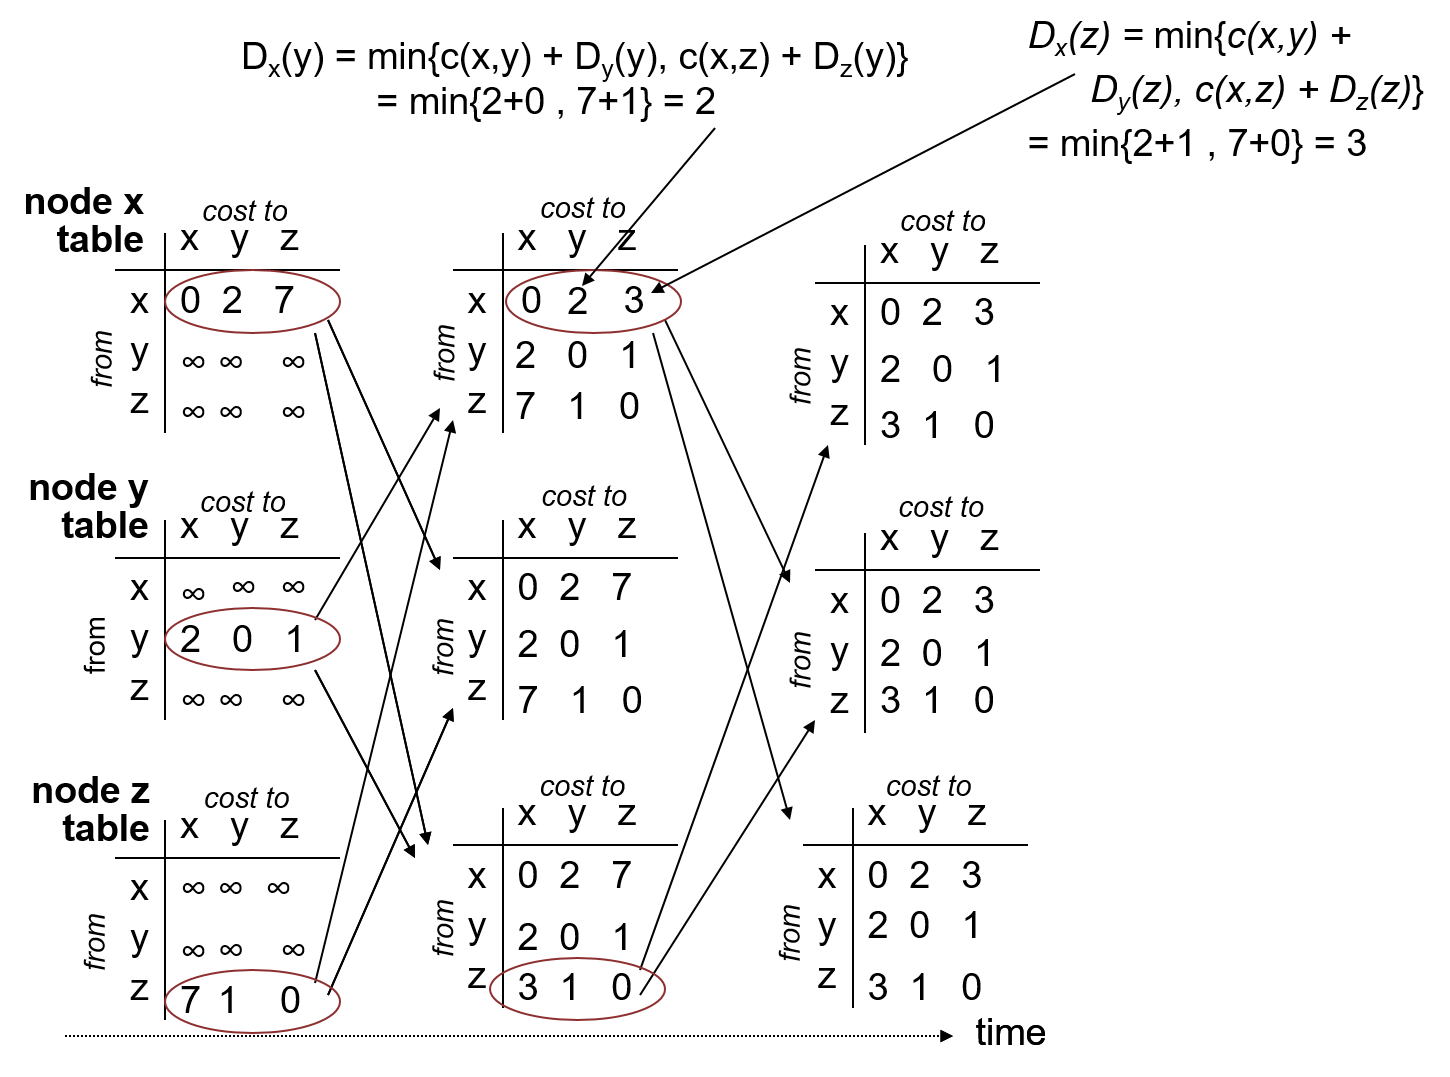 Dx(y) = min{c(x,y) + Dy(y), c(x,z) + Dz(y)}
= min{2+0 , 7+1} = 2
Dx(z) = min{c(x,y) +
Dy(z), c(x,z) + Dz(z)}
= min{2+1 , 7+0} = 3
node x
table
cost to
x y z
from
x 0 2 7
y ∞ ∞ ∞
z ∞ ∞ ∞
cost to
x y z
from
x 0 2 3
y 2 0 1
z 7 1 0
cost to
x y z
from
x 0 2 3
y 2 0 1
z 3 1 0
node y
table
cost to
x y z
from
x ∞ ∞ ∞
y 2 0 1
z ∞ ∞ ∞
cost to
x y z
from
x 0 2 7
y 2 0 1
z 7 1 0
cost to
x y z
from
x 0 2 3
y 2 0 1
z 3 1 0
node z
table
cost to
x y z
from
x ∞ ∞ ∞
y ∞ ∞ ∞
z 7 1 0
cost to
x y z
from
x 0 2 7
y 2 0 1
z 3 1 0
cost to
x y z
from
x 0 2 3
y 2 0 1
z 3 1 0
time